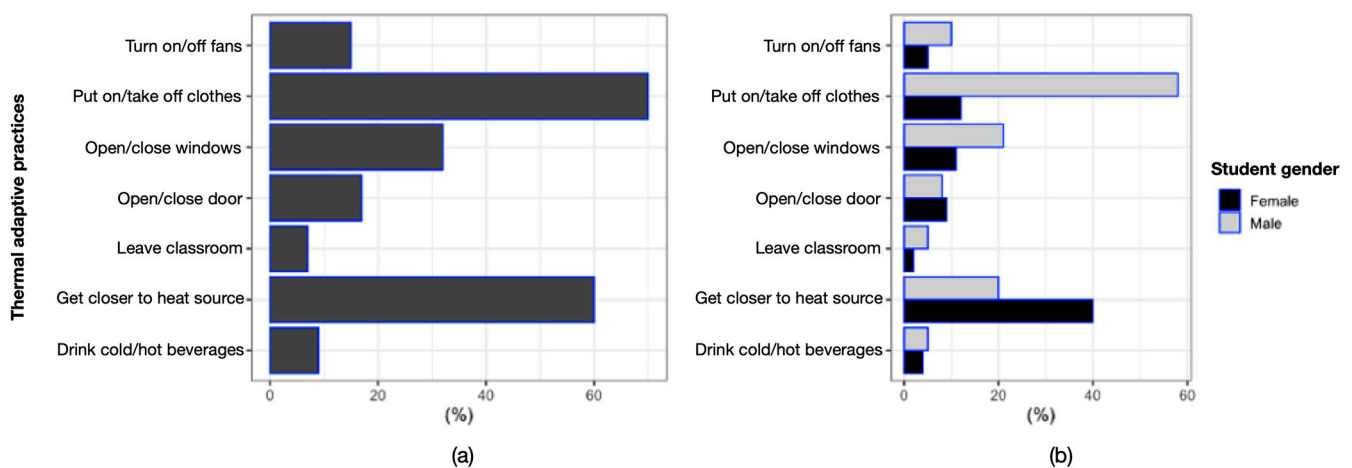 Thermal adaptive practices
Turn on/off fans
Put on/take off clothes
Open/close windows
Open/close door
Leave classroom
Get closer to heat source
Drink cold/hot beverages
0 20 40 60
(%)
(a)
Turn on/off fans
Put on/take off clothes
Open/close windows
Open/close door
Leave classroom
Get closer to heat source
Drink cold/hot beverages
0 20 40 60
(%)
(b)
Student gender
Female
Male